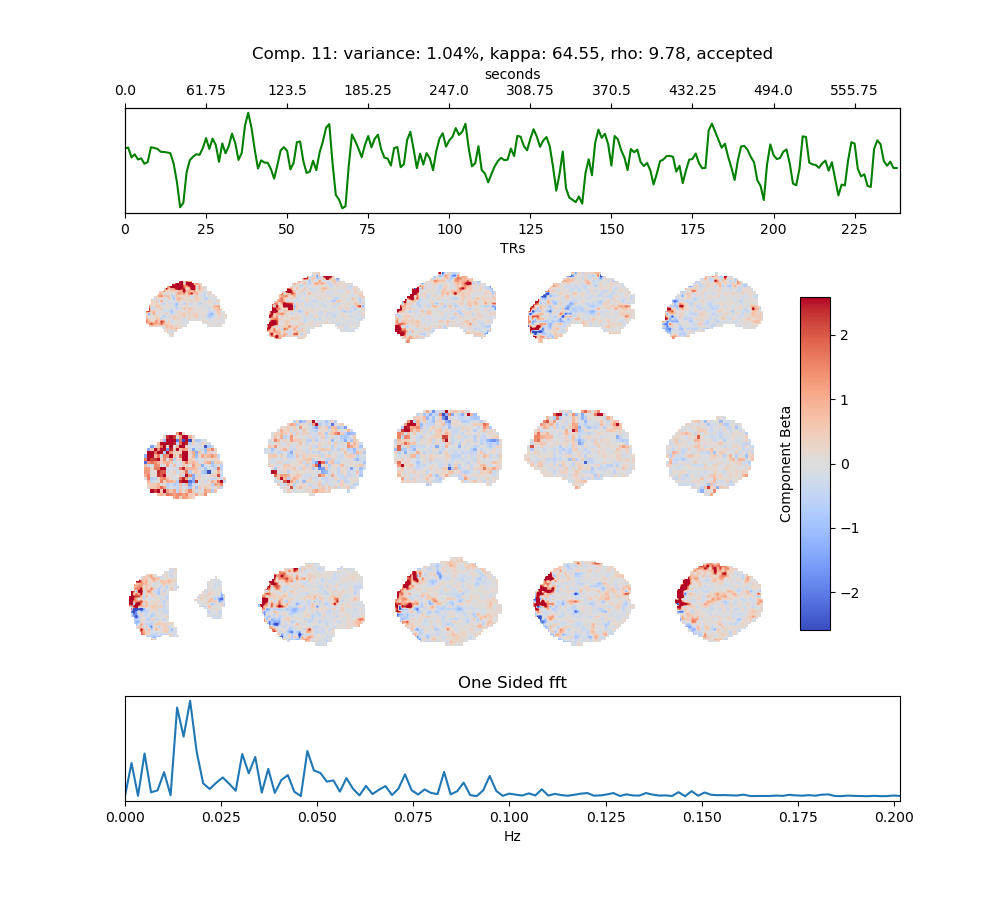 Comp. 11: variance: 1.04%, kappa: 64.55, rho: 9.78, accepted
seconds
0.0 61.75 123.5 185.25 247.0 308.75 370.5 432.25 494.0 555.75
0 25 50 75 100 125 150 175 200 225
TRs
2
1
0
−1
−2
Component Beta
One Sided fft
0.000 0.025 0.050 0.075 0.100 0.125 0.150 0.175 0.200
Hz